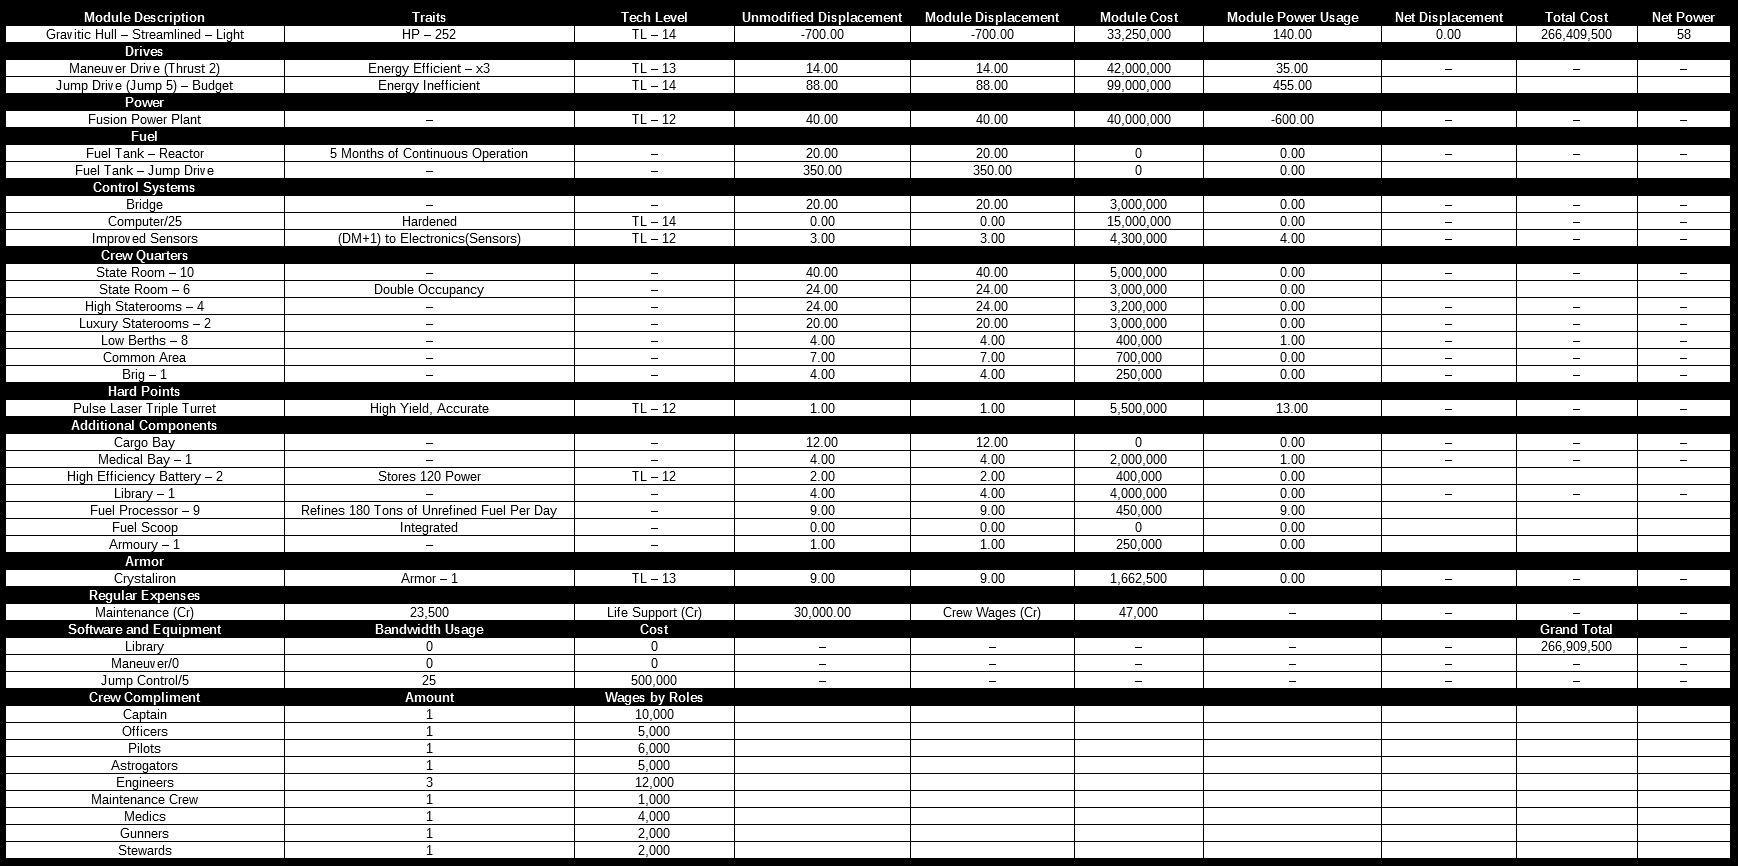 Module Description Traits Tech Level Unmodified Displacement Module Displacement Module Cost Module Power Usage Net Displacement Total Cost Net Power
Gravitic Hull – Streamlined – Light HP – 252 TL – 14 -700.00 -700.00 33,250,000 140.00 0.00 266,409,500 58
Drives
Maneuver Drive (Thrust 2) Energy Efficient – x3 TL – 13 14.00 14.00 42,000,000 35.00 – – –
Jump Drive (Jump 5) – Budget Energy Inefficient TL – 14 88.00 88.00 99,000,000 455.00
Power
Fusion Power Plant – TL – 12 40.00 40.00 40,000,000 -600.00 – – –
Fuel
Fuel Tank – Reactor 5 Months of Continuous Operation – 20.00 20.00 0 0.00 – – –
Fuel Tank – Jump Drive – – 350.00 350.00 0 0.00
Control Systems
Bridge – – 20.00 20.00 3,000,000 0.00 – – –
Computer/25 Hardened TL – 14 0.00 0.00 15,000,000 0.00 – – –
Improved Sensors (DM+1) to Electronics(Sensors) TL – 12 3.00 3.00 4,300,000 4.00 – – –
Crew Quarters
State Room – 10 – – 40.00 40.00 5,000,000 0.00 – – –
State Room – 6 Double Occupancy – 24.00 24.00 3,000,000 0.00
High Staterooms – 4 – – 24.00 24.00 3,200,000 0.00 – – –
Luxury Staterooms – 2 – – 20.00 20.00 3,000,000 0.00 – – –
Low Berths – 8 – – 4.00 4.00 400,000 1.00 – – –
Common Area – – 7.00 7.00 700,000 0.00 – – –
Brig – 1 – – 4.00 4.00 250,000 0.00 – – –
Hard Points
Pulse Laser Triple Turret High Yield, Accurate TL – 12 1.00 1.00 5,500,000 13.00 – – –
Additional Components
Cargo Bay – – 12.00 12.00 0 0.00 – – –
Medical Bay – 1 – – 4.00 4.00 2,000,000 1.00 – – –
High Efficiency Battery – 2 Stores 120 Power TL – 12 2.00 2.00 400,000 0.00
Library – 1 – – 4.00 4.00 4,000,000 0.00 – – –
Fuel Processor – 9 Refines 180 Tons of Unrefined Fuel Per Day – 9.00 9.00 450,000 9.00
Fuel Scoop Integrated – 0.00 0.00 0 0.00
Armoury – 1 – – 1.00 1.00 250,000 0.00
Armor
Crystaliron Armor – 1 TL – 13 9.00 9.00 1,662,500 0.00 – – –
Regular Expenses
Maintenance (Cr) 23,500 Life Support (Cr) 30,000.00 Crew Wages (Cr) 47,000 – – – –
Software and Equipment Bandwidth Usage Cost Grand Total
Library 0 0 – – – – – 266,909,500 –
Maneuver/0 0 0 – – – – – – –
Jump Control/5 25 500,000 – – – – – – –
Crew Compliment Amount Wages by Roles
Captain 1 10,000
Officers 1 5,000
Pilots 1 6,000
Astrogators 1 5,000
Engineers 3 12,000
Maintenance Crew 1 1,000
Medics 1 4,000
Gunners 1 2,000
Stewards 1 2,000